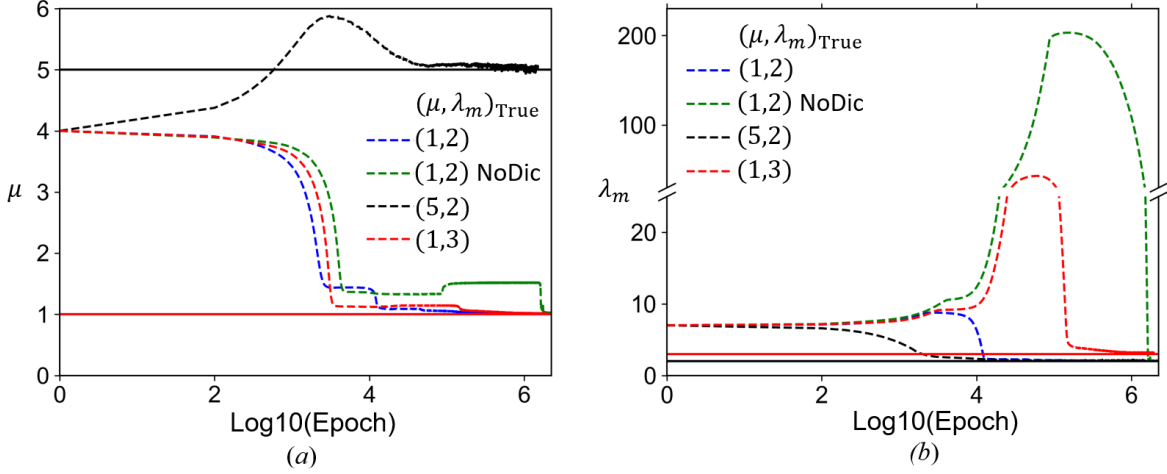 6
5
4
μ
3
2
1
0
(μ, λm)True
(1,2)
(1,2) NoDic
(5,2)
(1,3)
0 2 4 6
Log10(Epoch)
(a)
200
100
λm
20
10
0
(μ, λm)True
(1,2)
(1,2) NoDic
(5,2)
(1,3)
0 2 4 6
Log10(Epoch)
(b)